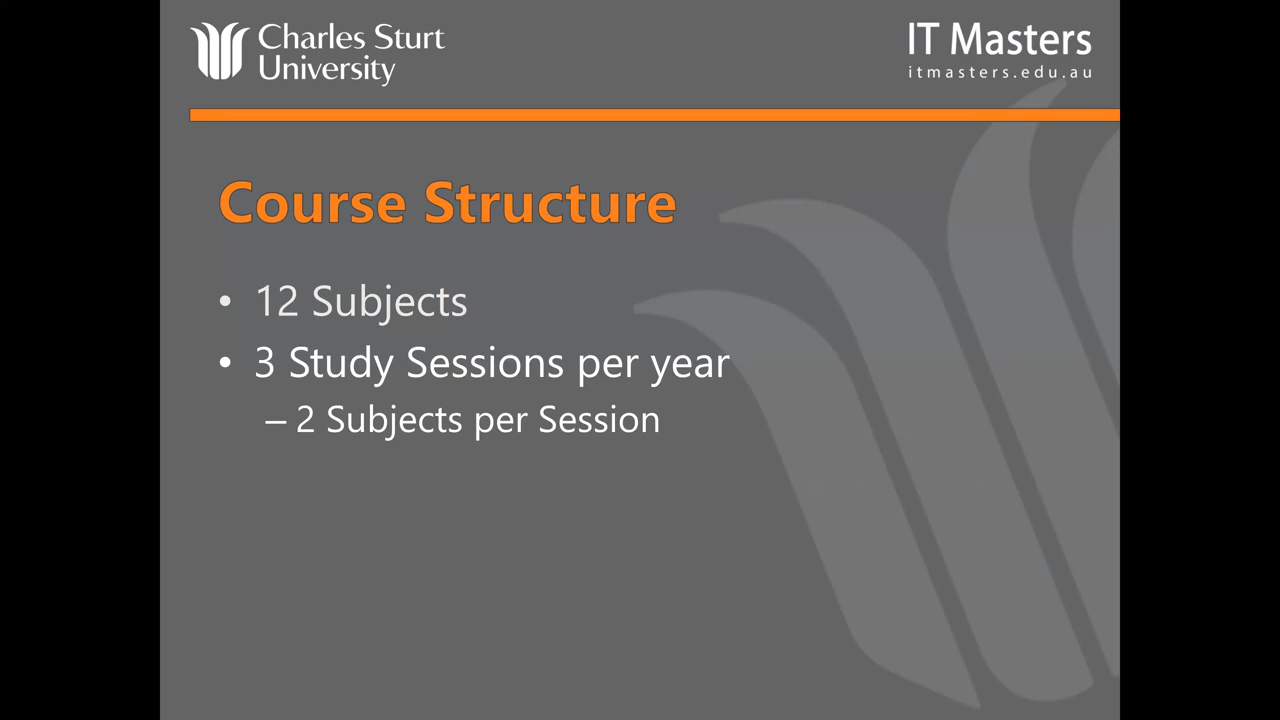 Charles Sturt
University
IT Masters
itmasters.edu.au
Course Structure
• 12 Subjects
• 3 Study Sessions per year
– 2 Subjects per Session